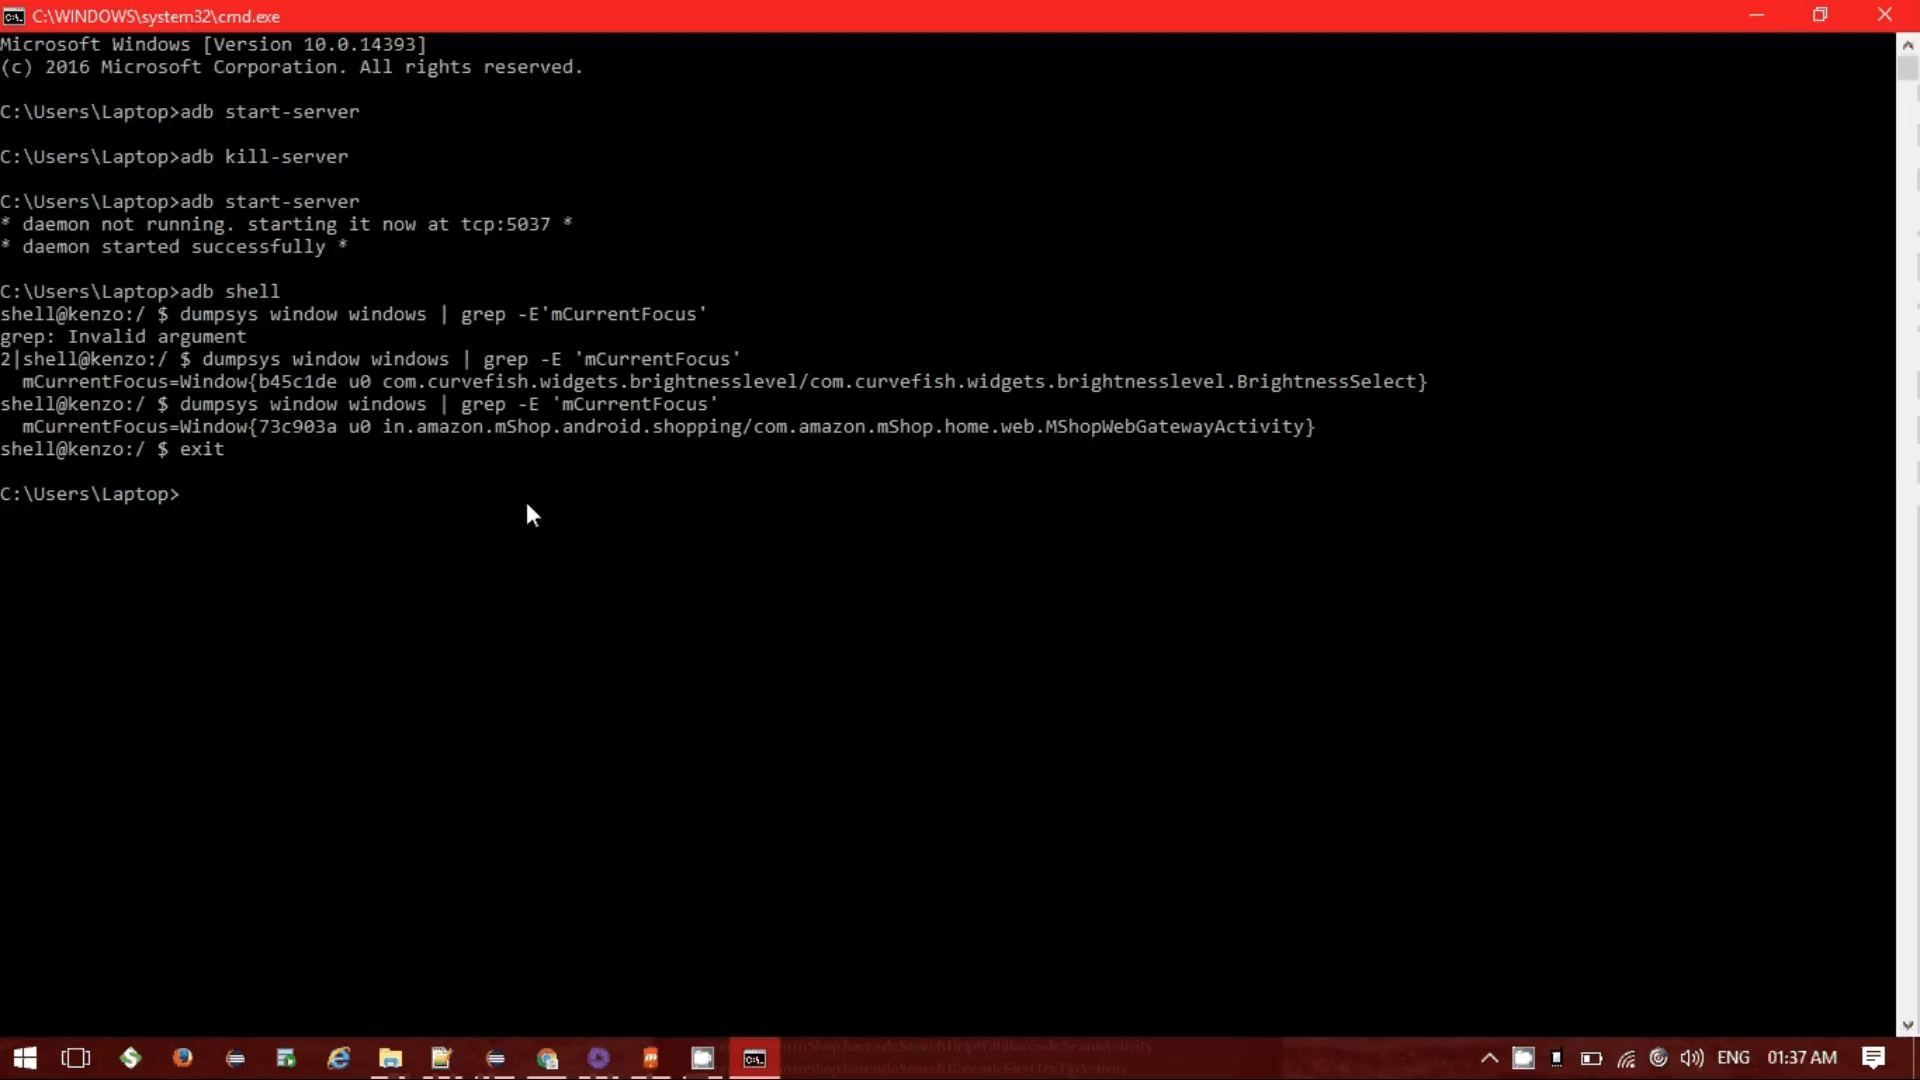 C:\WINDOWS\system32\cmd.exe
Microsoft Windows [Version 10.0.14393]
(c) 2016 Microsoft Corporation. All rights reserved.
C:\Users\Laptop>adb start-server
C:\Users\Laptop>adb kill-server
C:\Users\Laptop>adb start-server
* daemon not running. starting it now at tcp:5037 *
* daemon started successfully *
C:\Users\Laptop>adb shell
shell@kenzo:/ $ dumpsys window windows | grep -E'mCurrentFocus'
grep: Invalid argument
2|shell@kenzo:/ $ dumpsys window windows | grep -E 'mCurrentFocus'
  mCurrentFocus=Window{b45c1de u0 com.curvefish.widgets.brightnesslevel/com.curvefish.widgets.brightnesslevel.BrightnessSelect}
shell@kenzo:/ $ dumpsys window windows | grep -E 'mCurrentFocus'
  mCurrentFocus=Window{73c903a u0 in.amazon.mShop.android.shopping/com.amazon.mShop.home.web.MShopWebGatewayActivity}
shell@kenzo:/ $ exit
C:\Users\Laptop>
ENG 01:37 AM